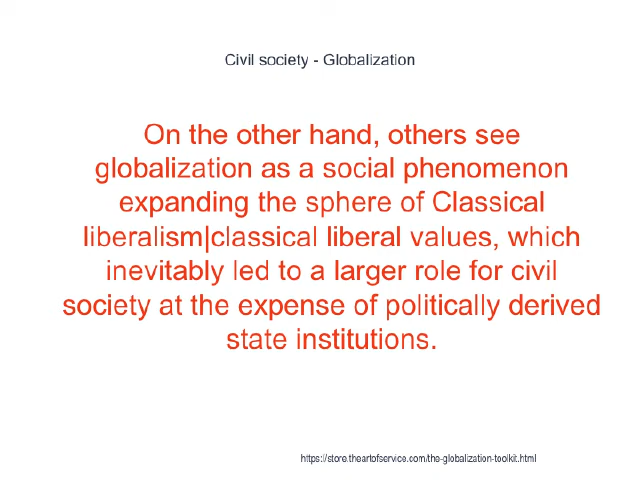 Civil society - Globalization
On the other hand, others see
globalization as a social phenomenon
expanding the sphere of Classical
liberalism|classical liberal values, which
inevitably led to a larger role for civil
society at the expense of politically derived
state institutions.
https://store.theartofservice.com/the-globalization-toolkit.html